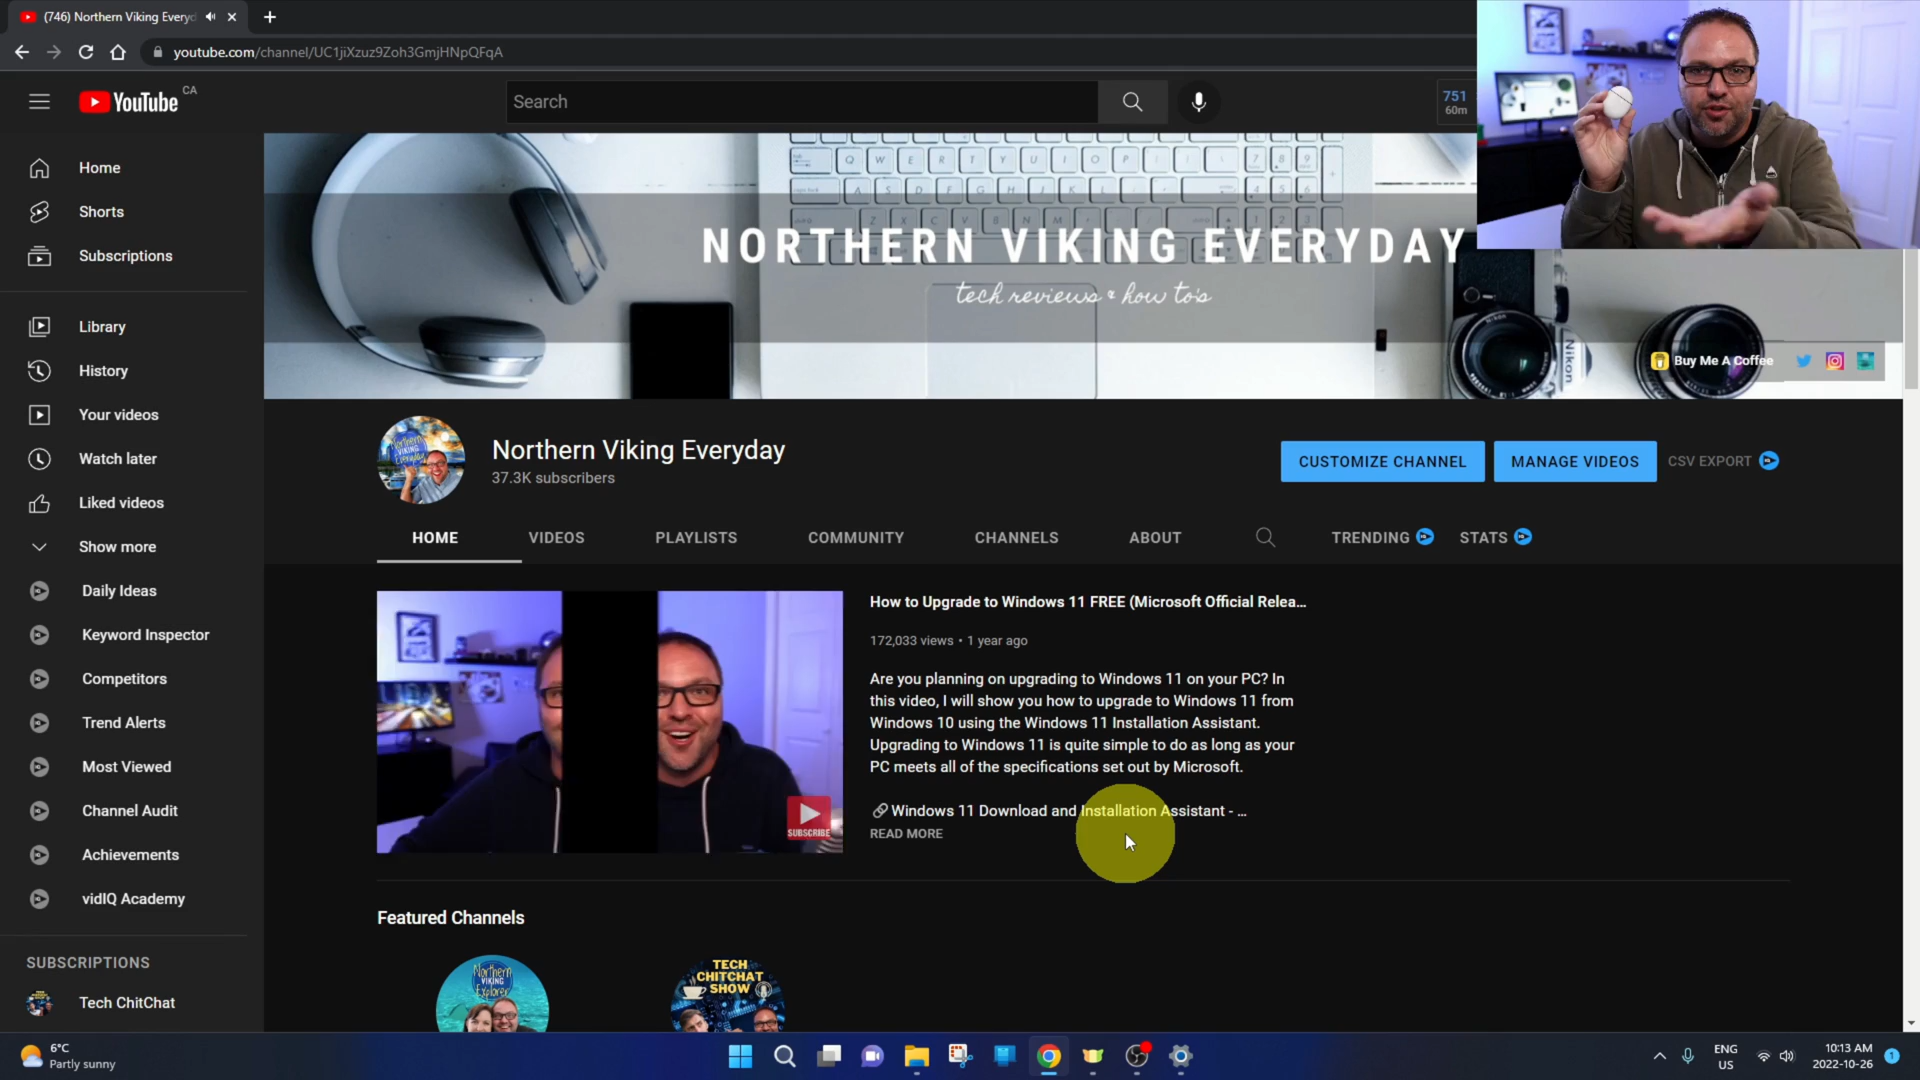 (746) Northern Viking Everyd
youtube.com/channel/UC1jiXzuz9Zoh3GmjHNpQFqA
YouTube CA
Search
751
60m
Home
Shorts
Subscriptions
Library
History
Your videos
Watch later
Liked videos
Show more
Daily Ideas
Keyword Inspector
Competitors
Trend Alerts
Most Viewed
Channel Audit
Achievements
vidIQ Academy
SUBSCRIPTIONS
Tech ChitChat
NORTHERN VIKING EVERYDAY
tech reviews & how to's
Nikon
Buy Me A Coffee
Northern Viking Everyday
37.3K subscribers
CUSTOMIZE CHANNEL
MANAGE VIDEOS
CSV EXPORT
HOME
VIDEOS
PLAYLISTS
COMMUNITY
CHANNELS
ABOUT
TRENDING
STATS
SUBSCRIBE
How to Upgrade to Windows 11 FREE (Microsoft Official Relea...
172,033 views • 1 year ago
Are you planning on upgrading to Windows 11 on your PC? In
this video, I will show you how to upgrade to Windows 11 from
Windows 10 using the Windows 11 Installation Assistant.
Upgrading to Windows 11 is quite simple to do as long as your
PC meets all of the specifications set out by Microsoft.
Windows 11 Download and Installation Assistant - ...
READ MORE
Featured Channels
Northern
VIKING
Explorer
TECH
CHITCHAT
SHOW
6°C
Partly sunny
ENG
US
10:13 AM
2022-10-26
1